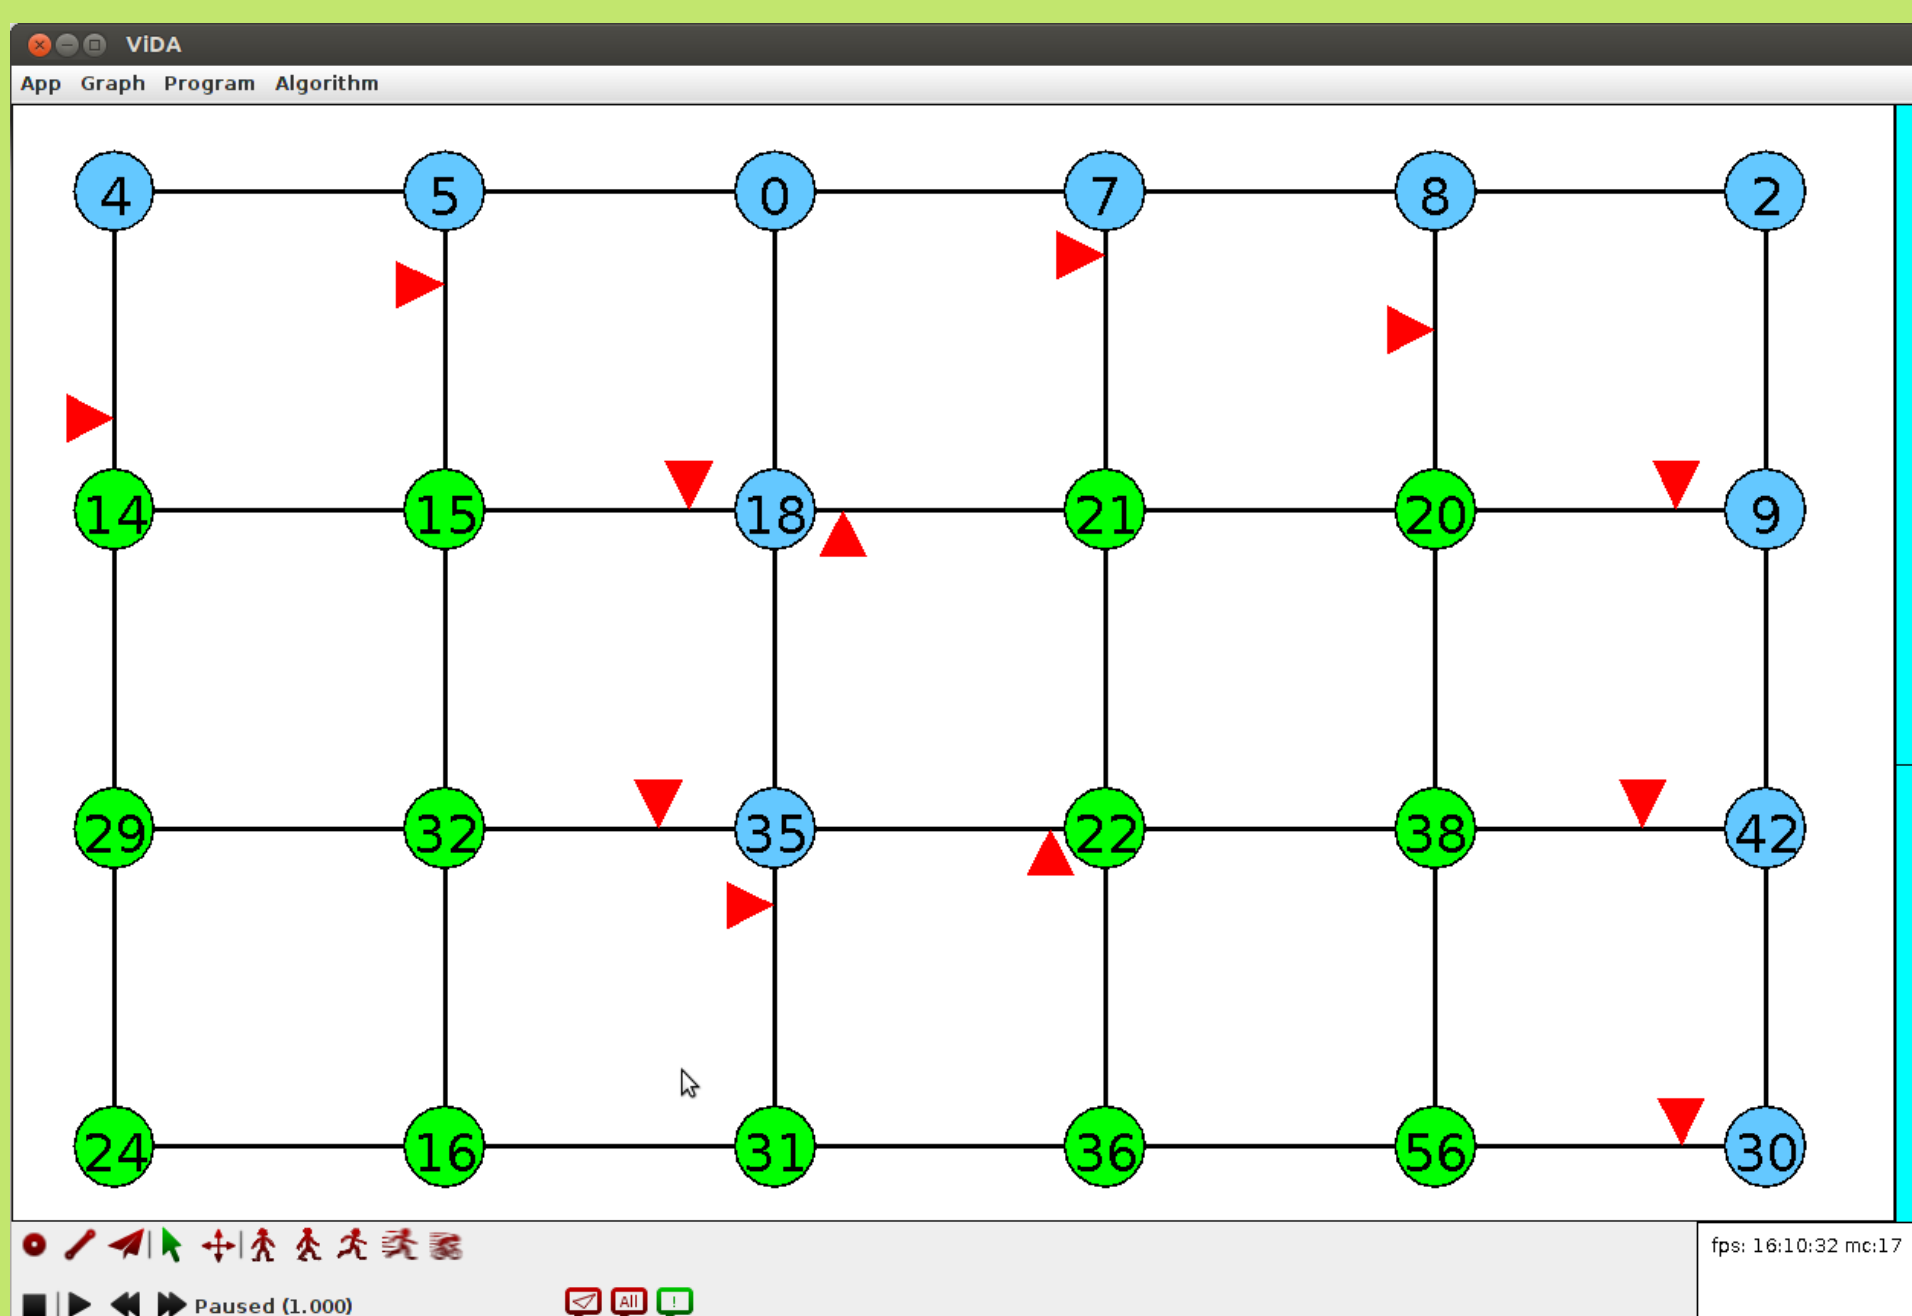 ViDA
App Graph Program Algorithm
4 5 0 7 8 2
14 15 18 21 20 9
29 32 35 22 38 42
24 16 31 36 56 30
fps: 16:10:32 mc:17
Paused (1.000)
All !